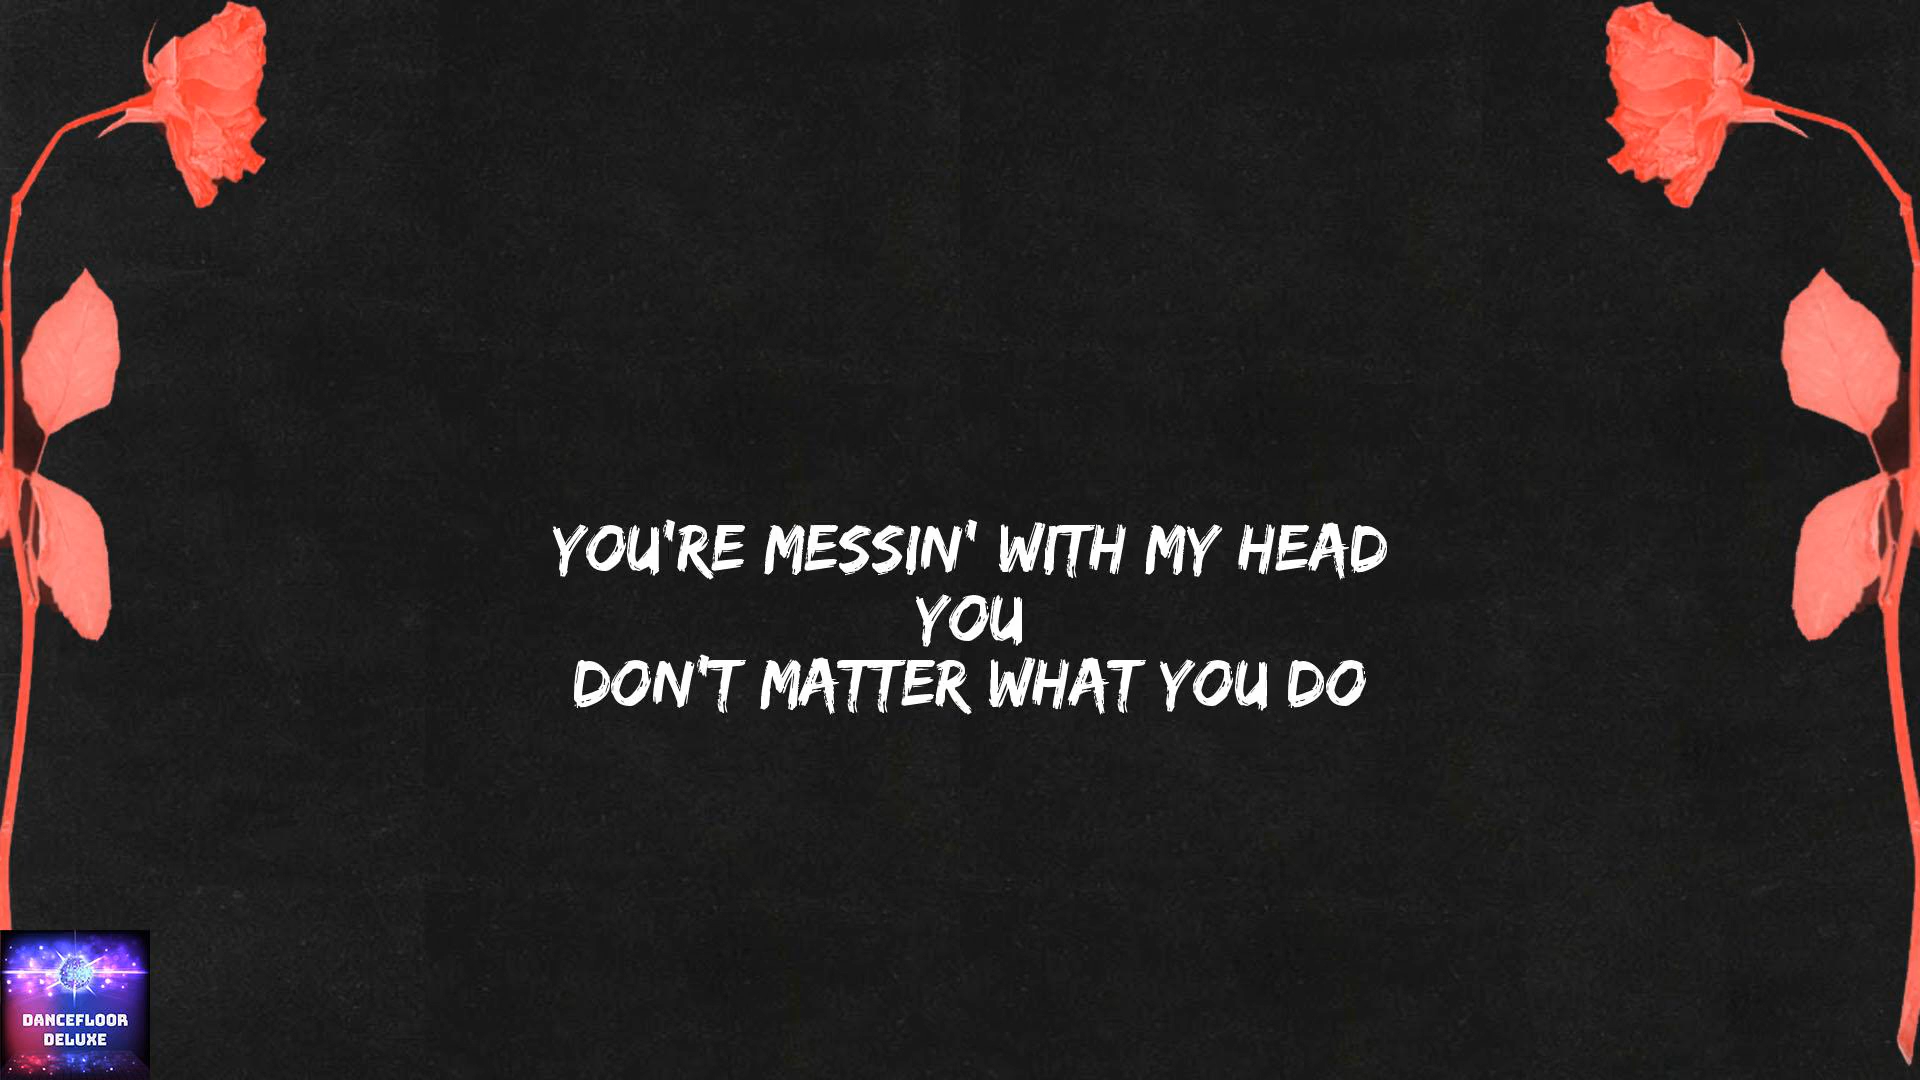 YOU'RE MESSIN' WITH MY HEAD
YOU
DON'T MATTER WHAT YOU DO
DANCEFLOOR
DELUXE